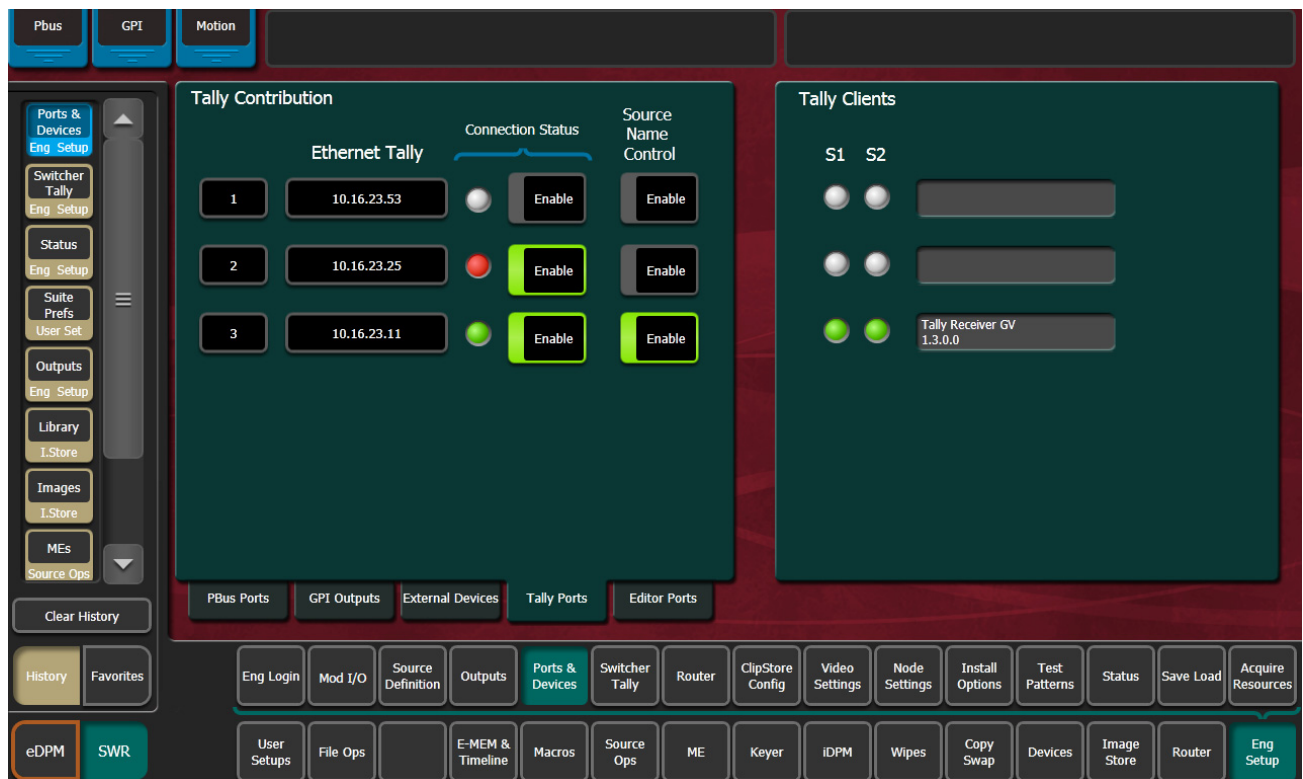 Pbus GPI Motion
Ports &
Devices
Eng Setup
Switcher
Tally
Eng Setup
Status
Eng Setup
Suite
Prefs
User Set
Outputs
Eng Setup
Library
I.Store
Images
I.Store
MEs
Source Ops
Clear History
History Favorites
eDPM SWR
Tally Contribution
Ethernet Tally
Connection Status
Source
Name
Control
1 10.16.23.53 Enable Enable
2 10.16.23.25 Enable Enable
3 10.16.23.11 Enable Enable
Tally Clients
S1 S2
Tally Receiver GV
1.3.0.0
PBus Ports GPI Outputs External Devices Tally Ports Editor Ports
Eng Login
Mod I/O
Source
Definition
Outputs
Ports &
Devices
Switcher
Tally
Router
ClipStore
Config
Video
Settings
Node
Settings
Install
Options
Test
Patterns
Status
Save Load
Acquire
Resources
User
Setups
File Ops
E-MEM &
Timeline
Macros
Source
Ops
ME
Keyer
iDPM
Wipes
Copy
Swap
Devices
Image
Store
Router
Eng
Setup